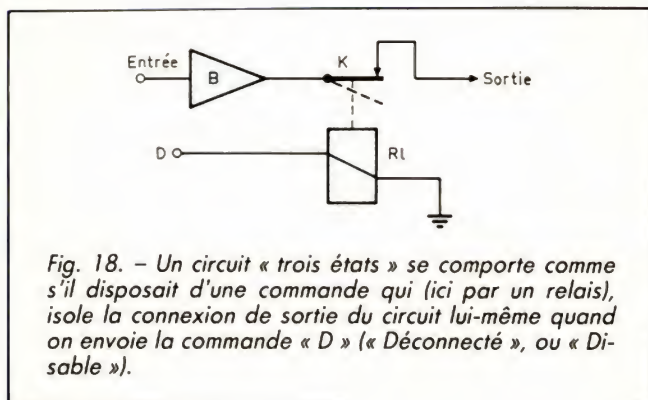 K
Entrée
B
Sortie
D
Rl
Fig. 18. – Un circuit « trois états » se comporte comme
s'il disposait d'une commande qui (ici par un relais),
isole la connexion de sortie du circuit lui-même quand
on envoie la commande « D » (« Déconnecté », ou « Di-
sable »).